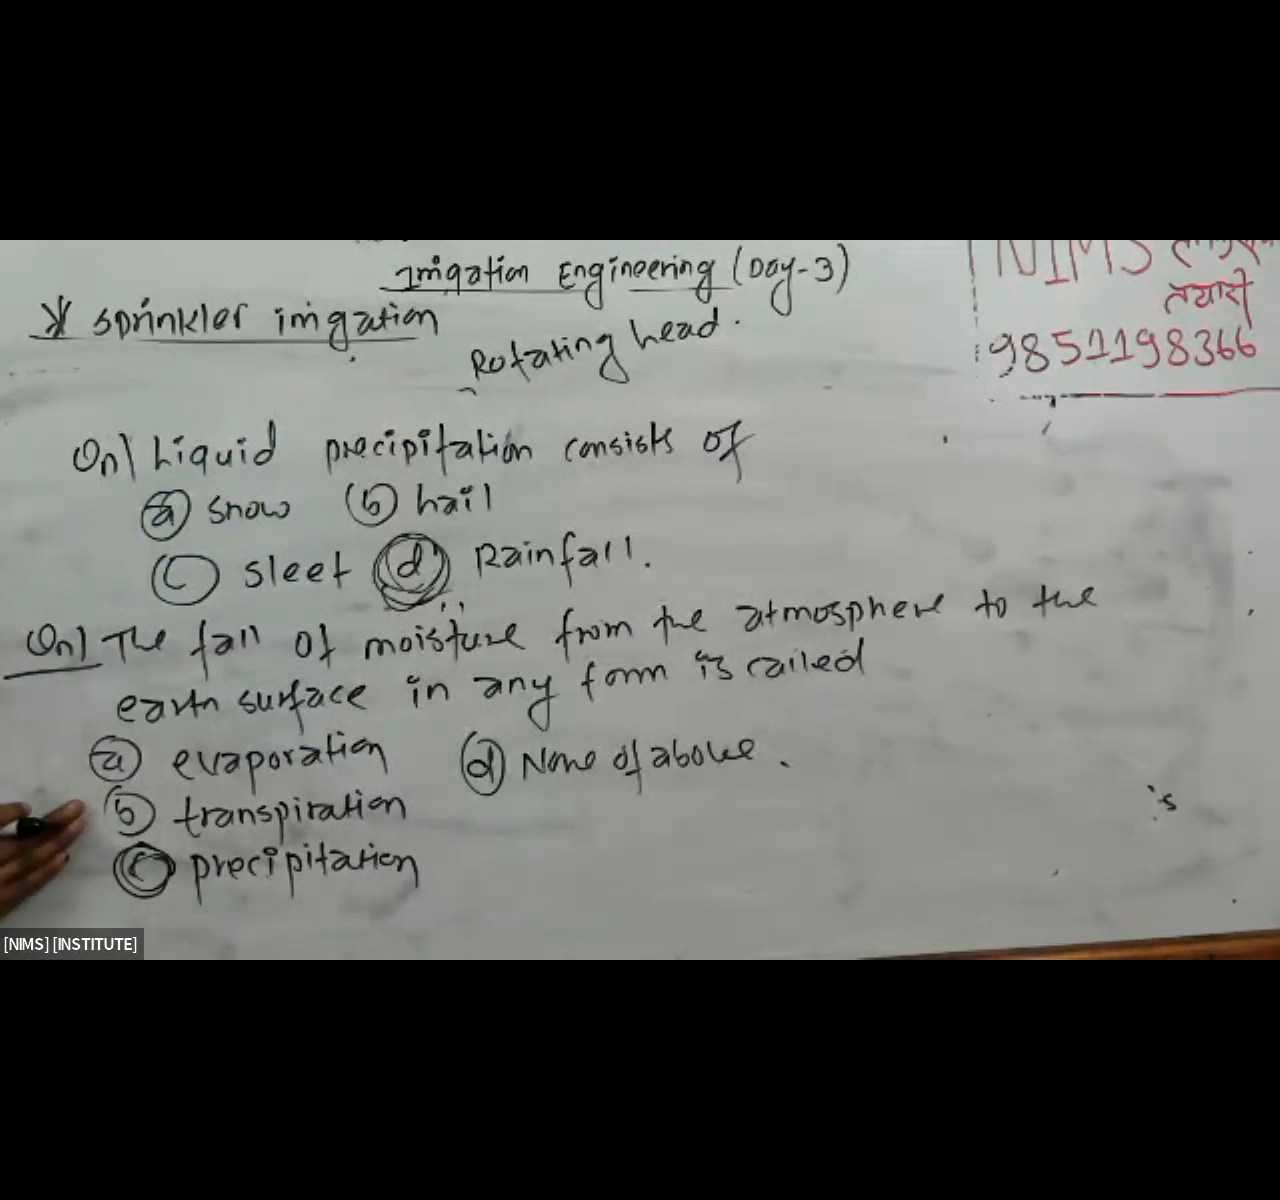 Irrigation Engineering (Day-3)
NIMS
तयारी
* Sprinkler irrigation
Rotating head.
9851198366
Qn) Liquid precipitation consists of
(a) snow (b) hail
(c) sleet (d) Rainfall.
Qn) The fall of moisture from the atmosphere to the
earth surface in any form is called
(a) evaporation (d) None of above.
(b) transpiration
(c) precipitation
's
[NIMS] [INSTITUTE]